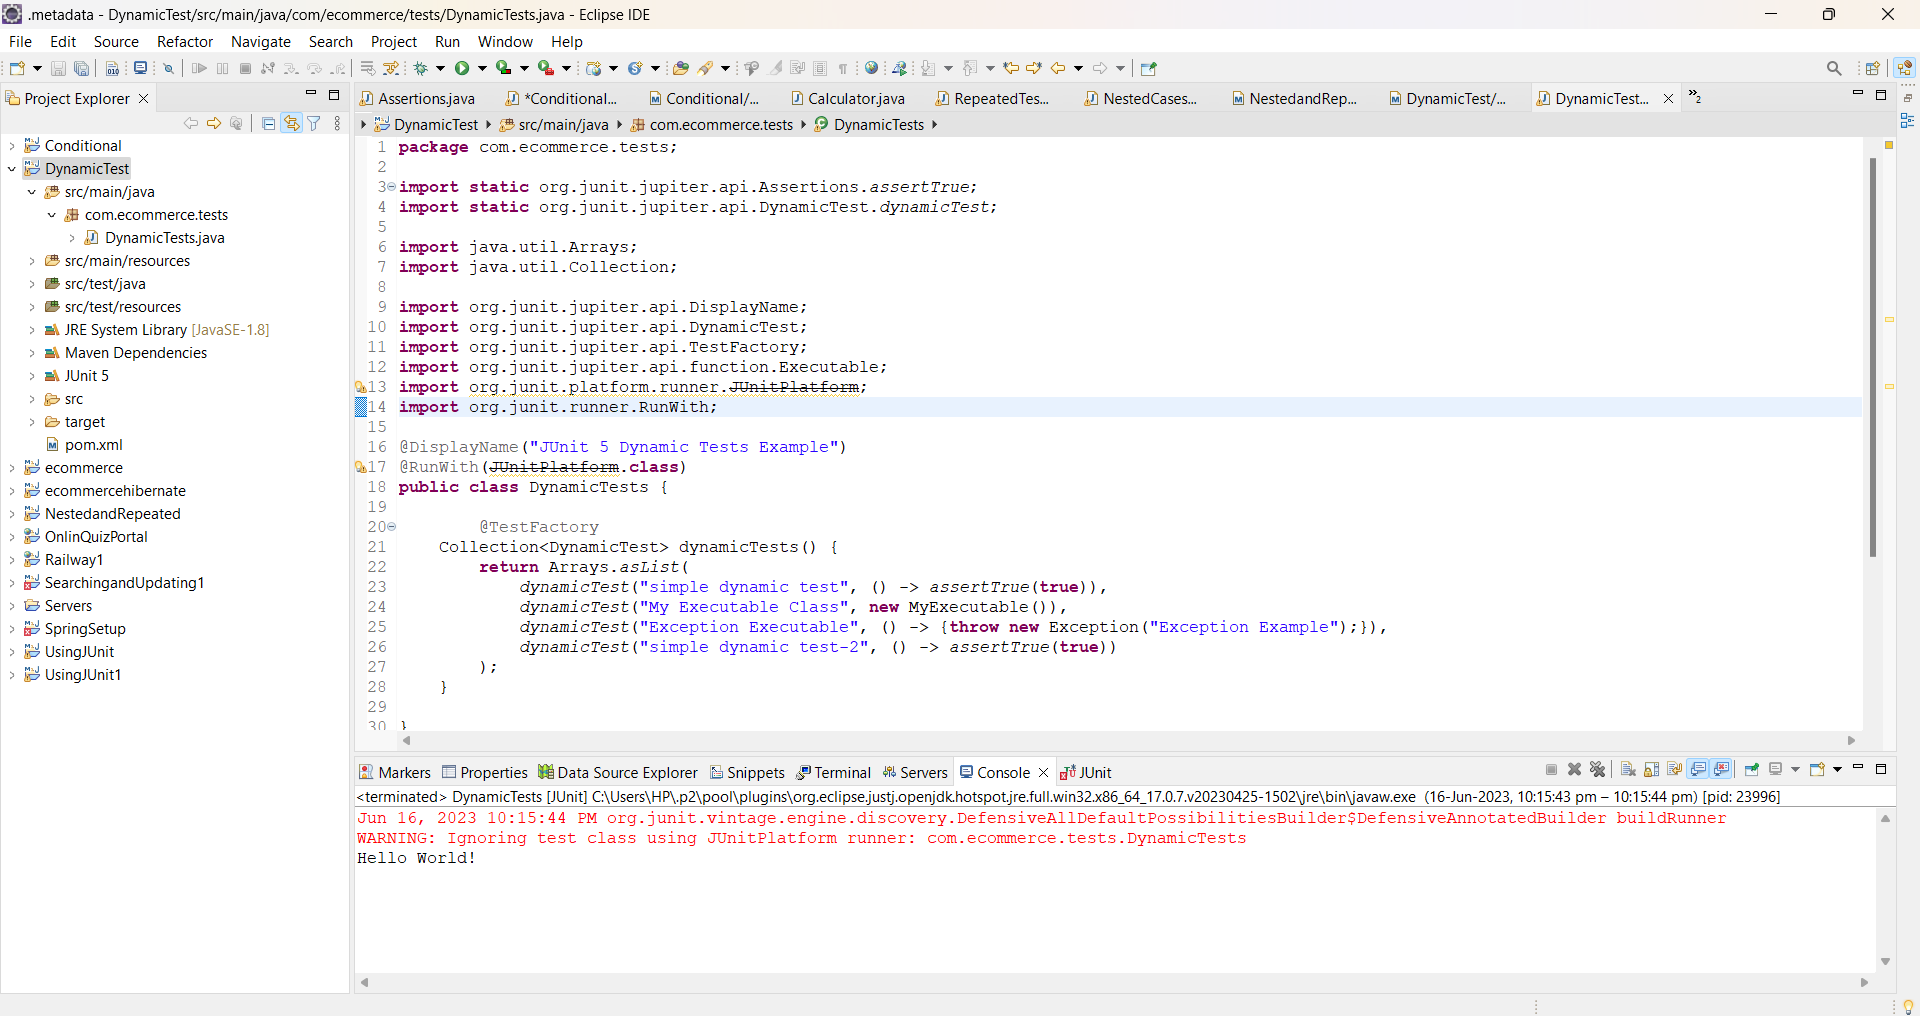 .metadata - DynamicTest/src/main/java/com/ecommerce/tests/DynamicTests.java - Eclipse IDE
File Edit Source Refactor Navigate Search Project Run Window Help
Project Explorer
Assertions.java *Conditional... Conditional/... Calculator.java RepeatedTes... NestedCases... NestedandRep... DynamicTest/... DynamicTest... »2
DynamicTest src/main/java com.ecommerce.tests DynamicTests
Conditional
DynamicTest
src/main/java
com.ecommerce.tests
DynamicTests.java
src/main/resources
src/test/java
src/test/resources
JRE System Library [JavaSE-1.8]
Maven Dependencies
JUnit 5
src
target
pom.xml
ecommerce
ecommercehibernate
NestedandRepeated
OnlinQuizPortal
Railway1
SearchingandUpdating1
Servers
SpringSetup
UsingJUnit
UsingJUnit1
1 package com.ecommerce.tests;
2
3 import static org.junit.jupiter.api.Assertions.assertTrue;
4 import static org.junit.jupiter.api.DynamicTest.dynamicTest;
5
6 import java.util.Arrays;
7 import java.util.Collection;
8
9 import org.junit.jupiter.api.DisplayName;
10 import org.junit.jupiter.api.DynamicTest;
11 import org.junit.jupiter.api.TestFactory;
12 import org.junit.jupiter.api.function.Executable;
13 import org.junit.platform.runner.JUnitPlatform;
14 import org.junit.runner.RunWith;
15
16 @DisplayName("JUnit 5 Dynamic Tests Example")
17 @RunWith(JUnitPlatform.class)
18 public class DynamicTests {
19
20 @TestFactory
21 Collection<DynamicTest> dynamicTests() {
22 return Arrays.asList(
23 dynamicTest("simple dynamic test", () -> assertTrue(true)),
24 dynamicTest("My Executable Class", new MyExecutable()),
25 dynamicTest("Exception Executable", () -> {throw new Exception("Exception Example");}),
26 dynamicTest("simple dynamic test-2", () -> assertTrue(true))
27 );
28 }
29
30 }
Markers Properties Data Source Explorer Snippets Terminal Servers Console JUnit
<terminated> DynamicTests [JUnit] C:\Users\HP\.p2\pool\plugins\org.eclipse.justj.openjdk.hotspot.jre.full.win32.x86_64_17.0.7.v20230425-1502\jre\bin\javaw.exe (16-Jun-2023, 10:15:43 pm – 10:15:44 pm) [pid: 23996]
Jun 16, 2023 10:15:44 PM org.junit.vintage.engine.discovery.DefensiveAllDefaultPossibilitiesBuilder$DefensiveAnnotatedBuilder buildRunner
WARNING: Ignoring test class using JUnitPlatform runner: com.ecommerce.tests.DynamicTests
Hello World!